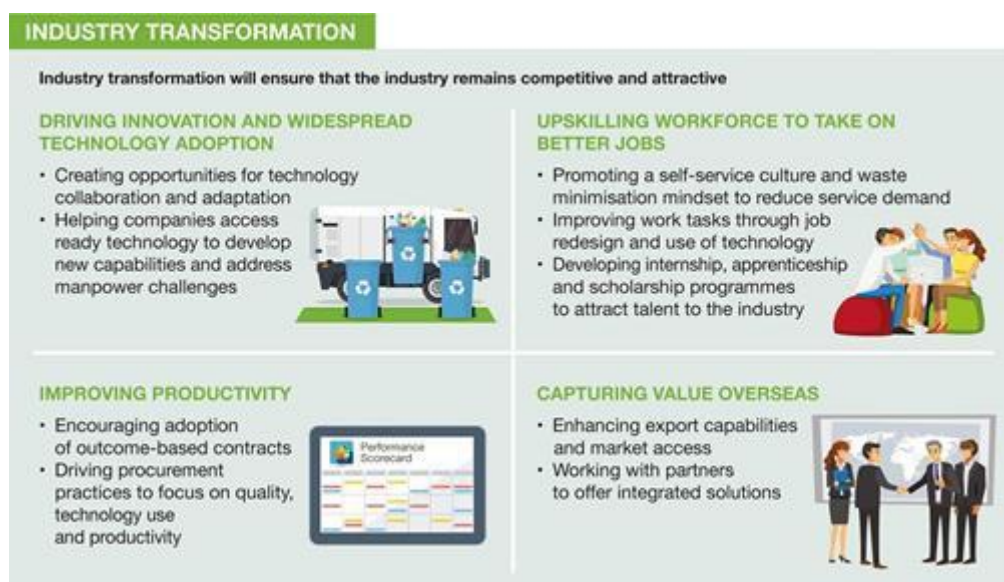 INDUSTRY TRANSFORMATION
Industry transformation will ensure that the industry remains competitive and attractive
DRIVING INNOVATION AND WIDESPREAD
TECHNOLOGY ADOPTION
• Creating opportunities for technology
collaboration and adaptation
• Helping companies access
ready technology to develop
new capabilities and address
manpower challenges
UPSKILLING WORKFORCE TO TAKE ON
BETTER JOBS
• Promoting a self-service culture and waste
minimisation mindset to reduce service demand
• Improving work tasks through job
redesign and use of technology
• Developing internship, apprenticeship
and scholarship programmes
to attract talent to the industry
IMPROVING PRODUCTIVITY
• Encouraging adoption
of outcome-based contracts
• Driving procurement
practices to focus on quality,
technology use
and productivity
Performance
Scorecard
CAPTURING VALUE OVERSEAS
• Enhancing export capabilities
and market access
• Working with partners
to offer integrated solutions